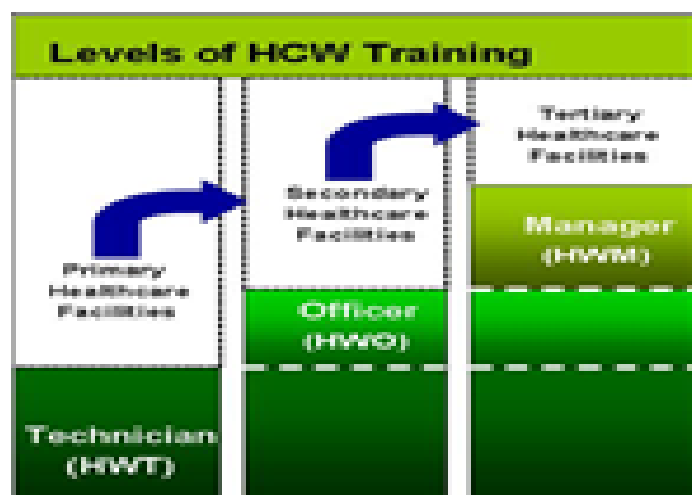 Levels of HCW Training
Primary
Healthcare
Facilities
Technician
(HWT)
Secondary
Healthcare
Facilities
Officer
(HWO)
Tertiary
Healthcare
Facilities
Manager
(HWM)